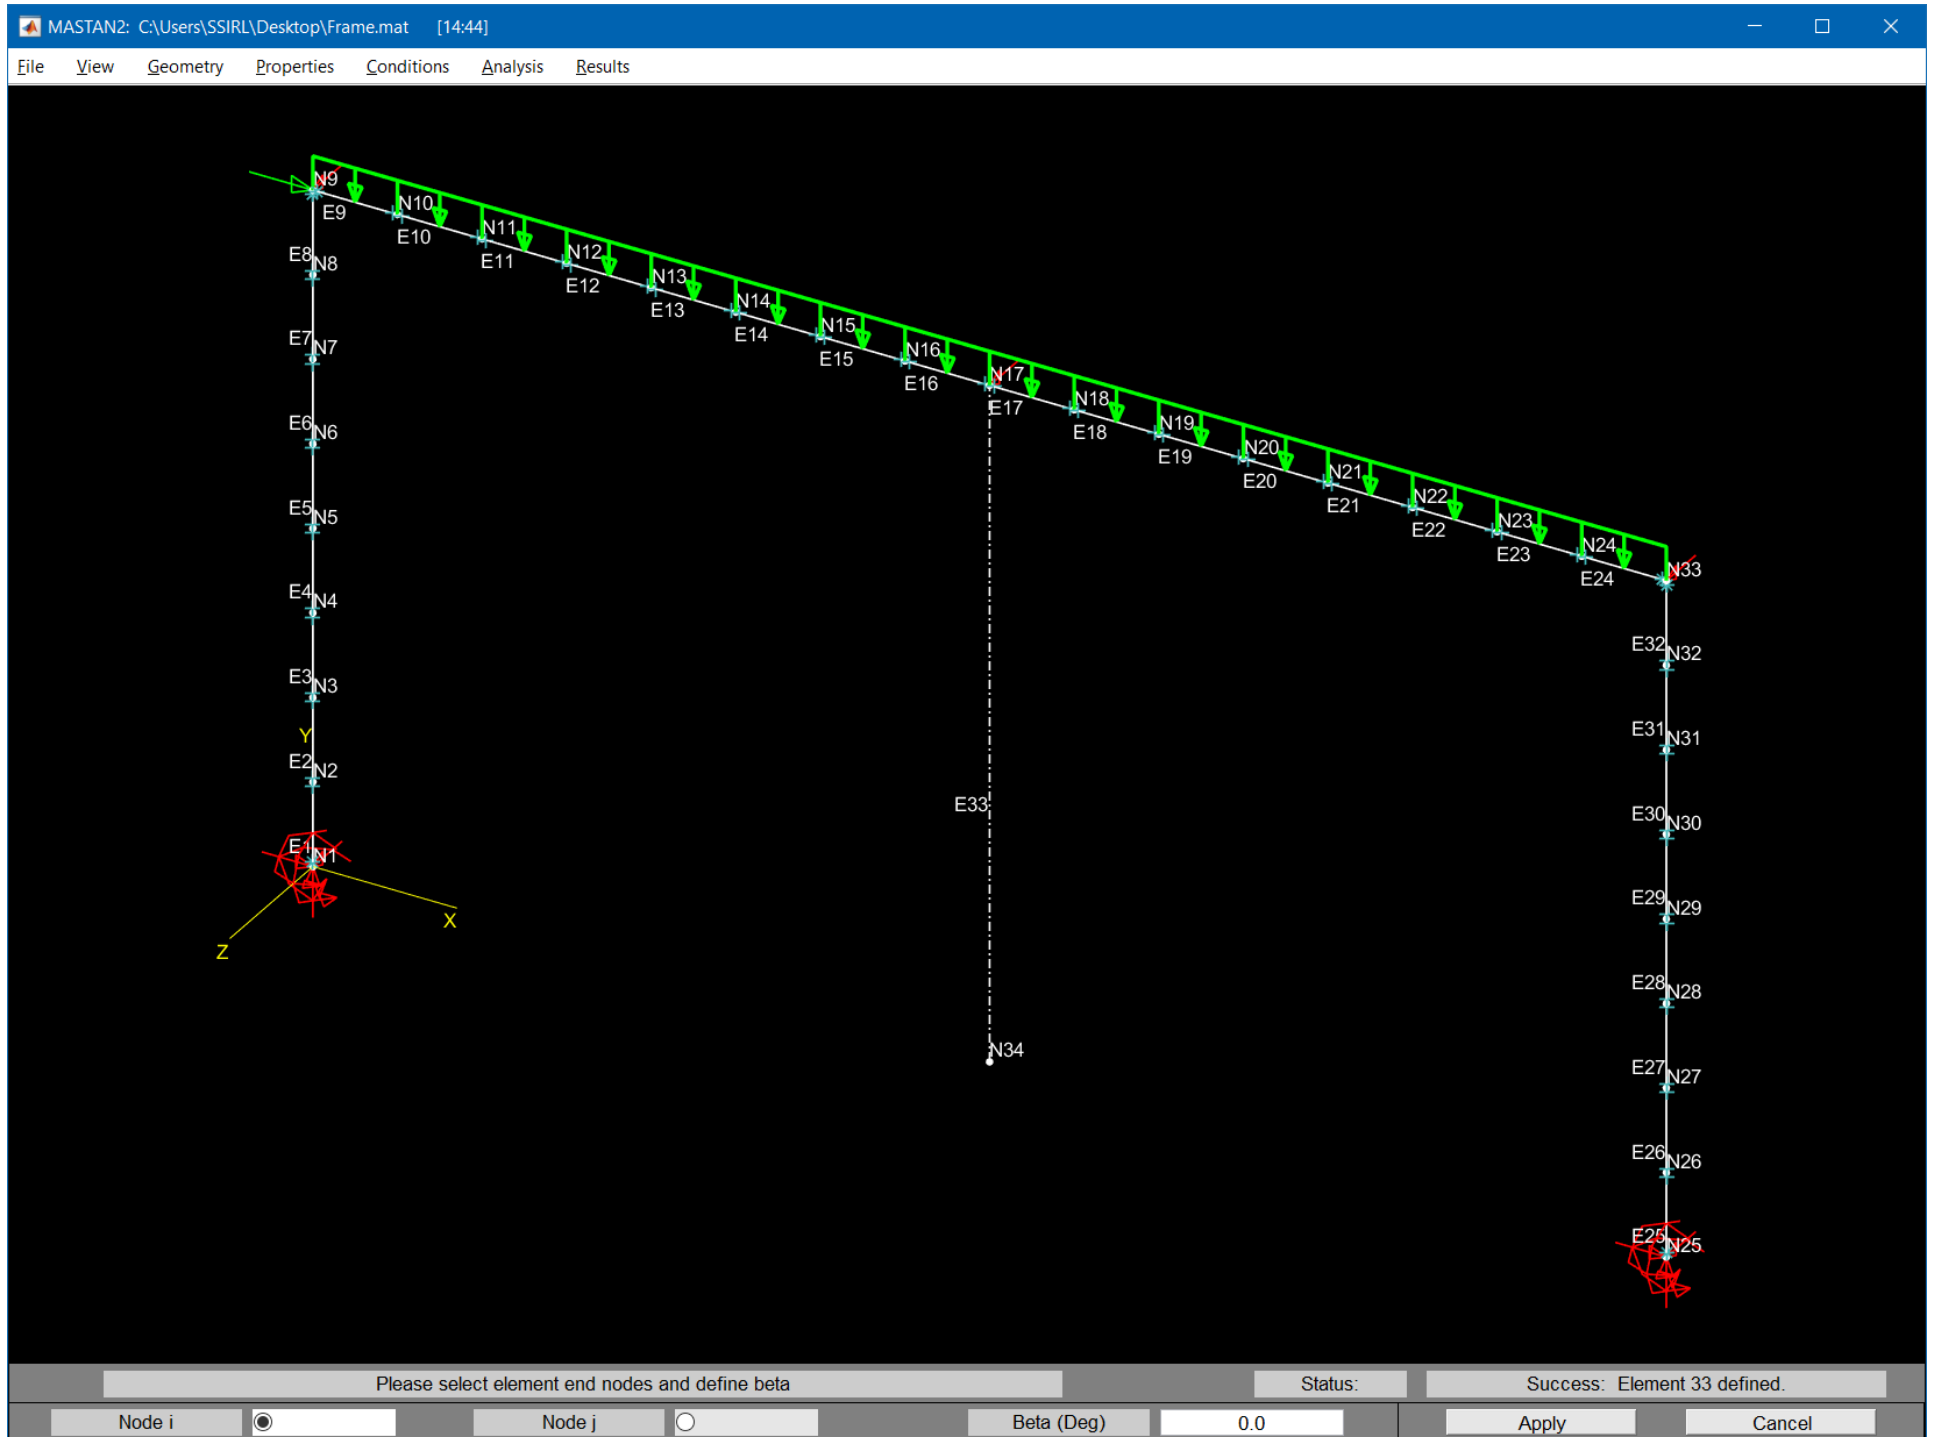 MASTAN2: C:\Users\SSIRL\Desktop\Frame.mat [14:44]
File View Geometry Properties Conditions Analysis Results
N9
E9
N10
E10
N11
E11
N12
E12
N13
E13
N14
E14
N15
E15
N16
E16
N17
E17
N18
E18
N19
E19
N20
E20
N21
E21
N22
E22
N23
E23
N24
E24
N33
E8 N8
E7 N7
E6 N6
E5 N5
E4 N4
E3 N3
Y
E2 N2
E1 N1
X
Z
E33
N34
E32 N32
E31 N31
E30 N30
E29 N29
E28 N28
E27 N27
E26 N26
E25 N25
Please select element end nodes and define beta Status: Success: Element 33 defined.
Node i Node j Beta (Deg) 0.0 Apply Cancel